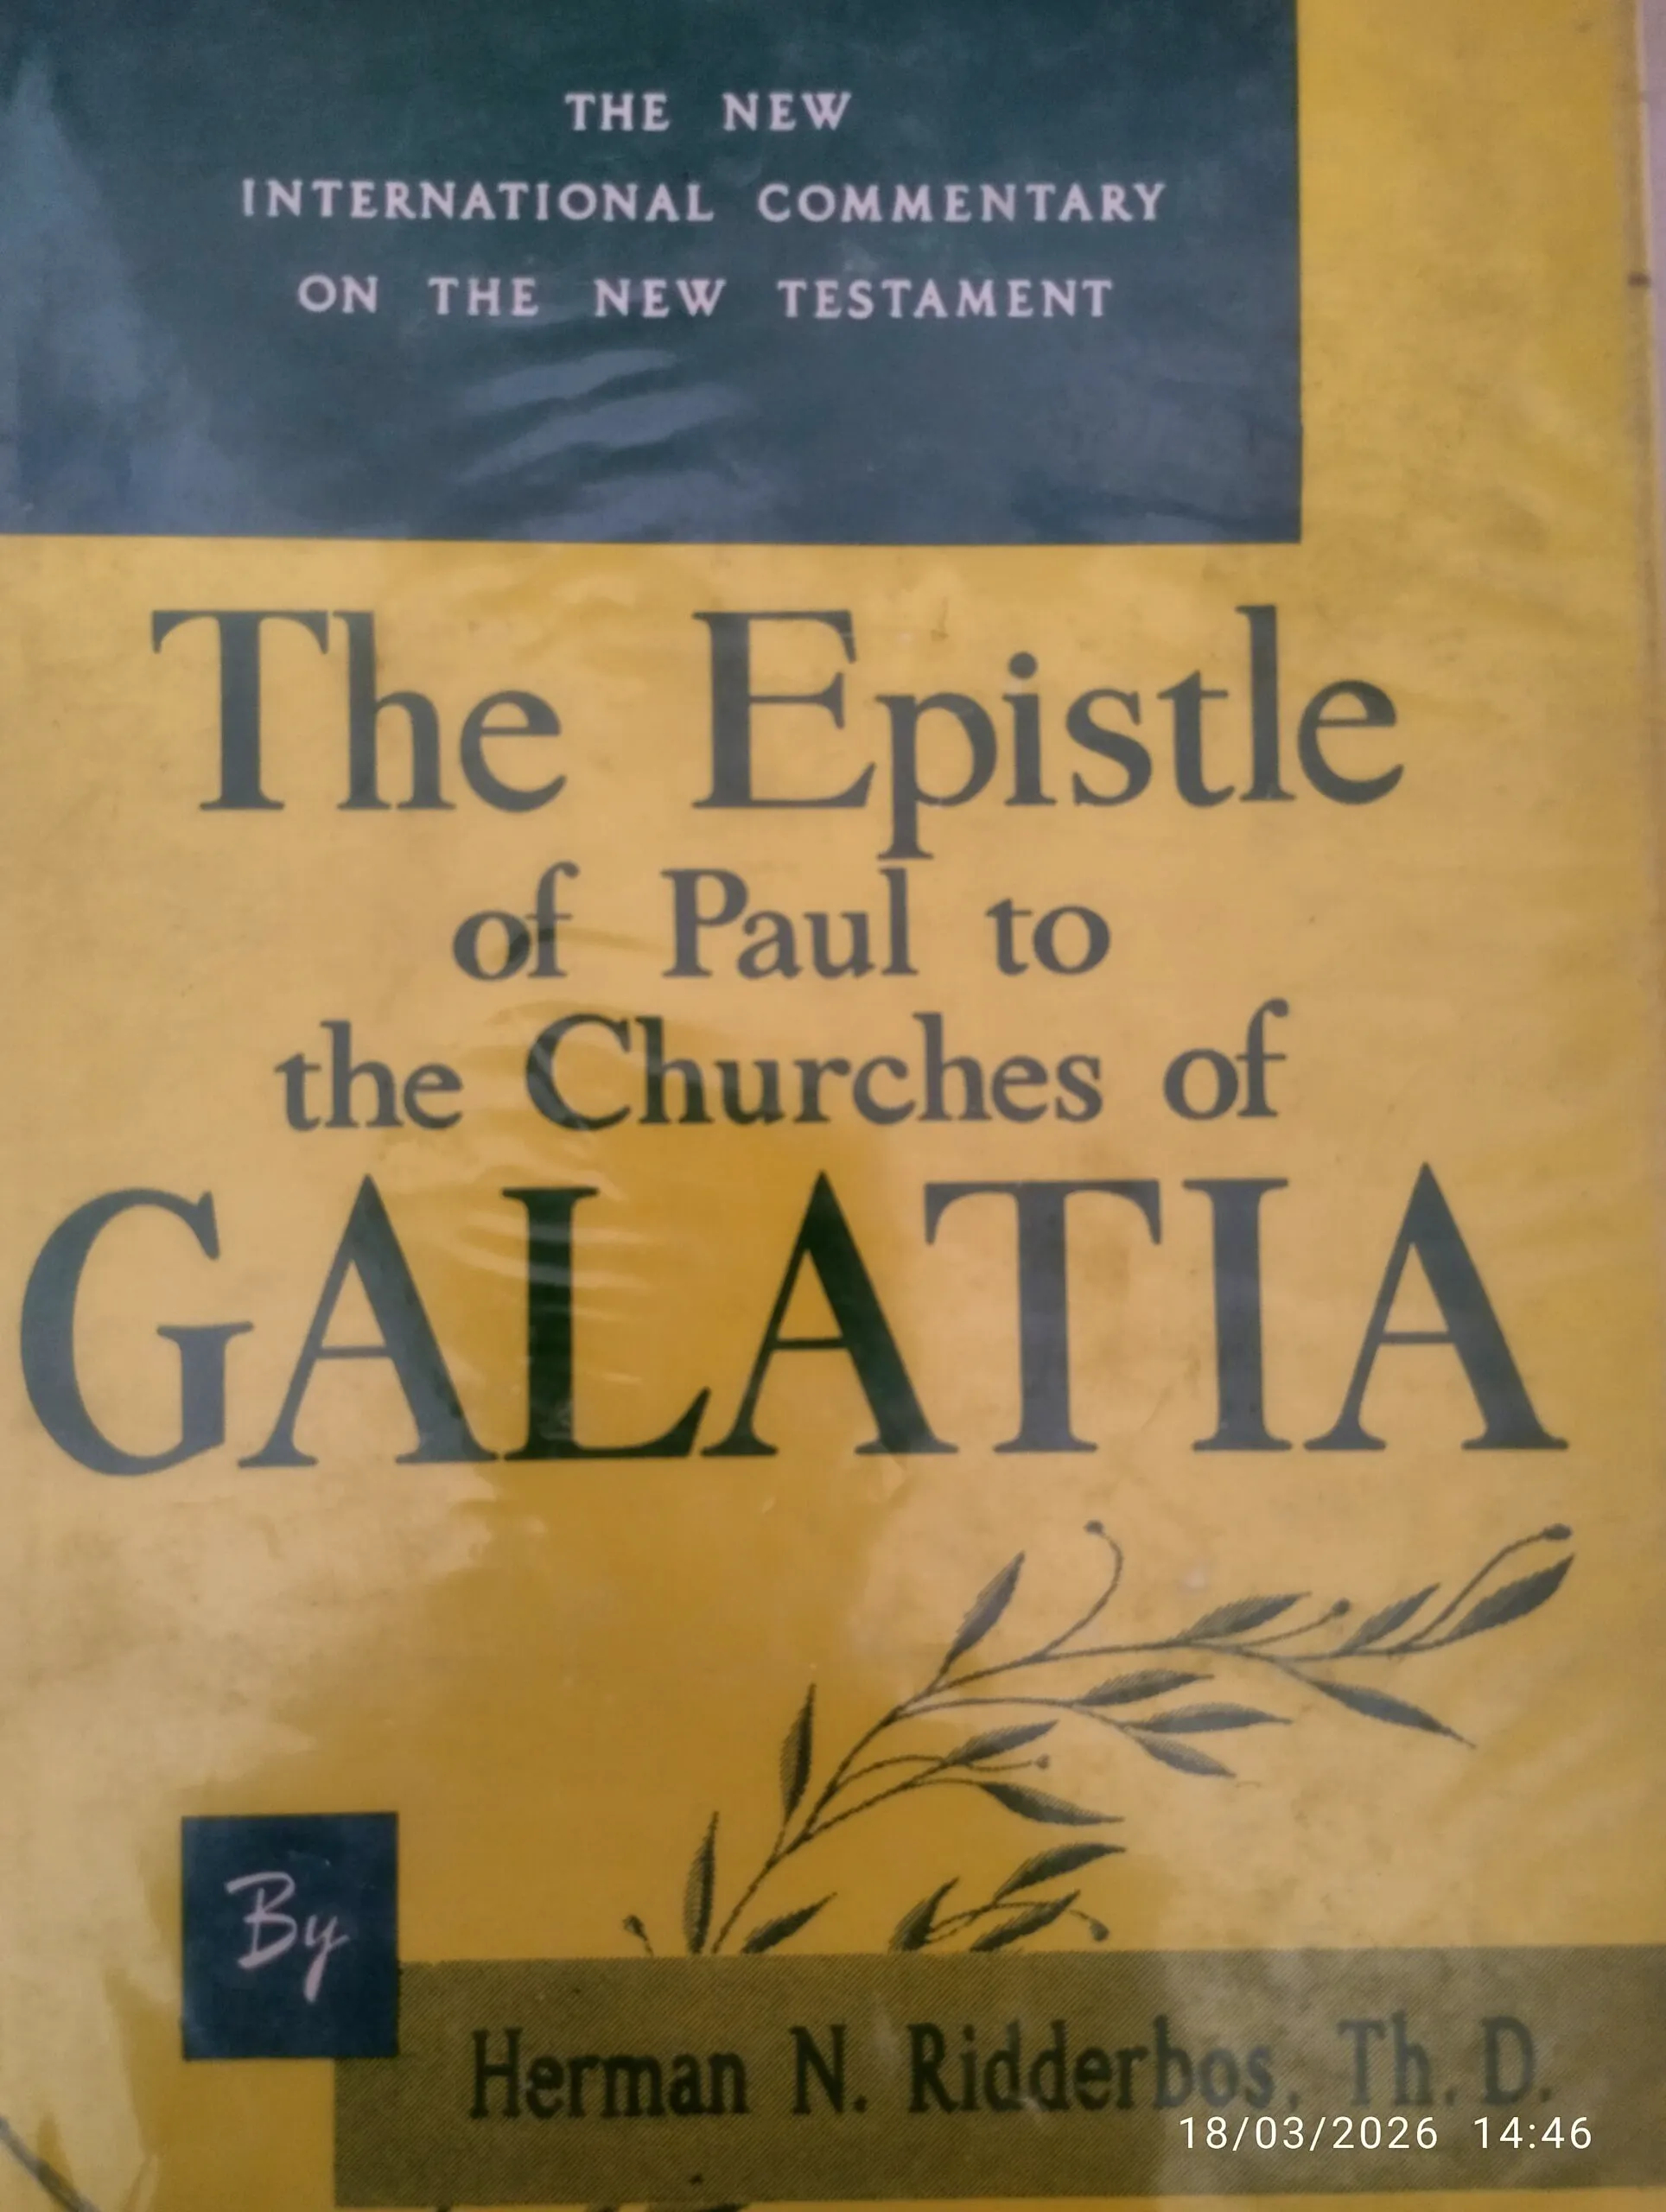 THE NEW
INTERNATIONAL COMMENTARY
ON THE NEW TESTAMENT
The Epistle
of Paul to
the Churches of
GALATIA
By
Herman N. Ridderbos, Th. D.
18/03/2026 14:46